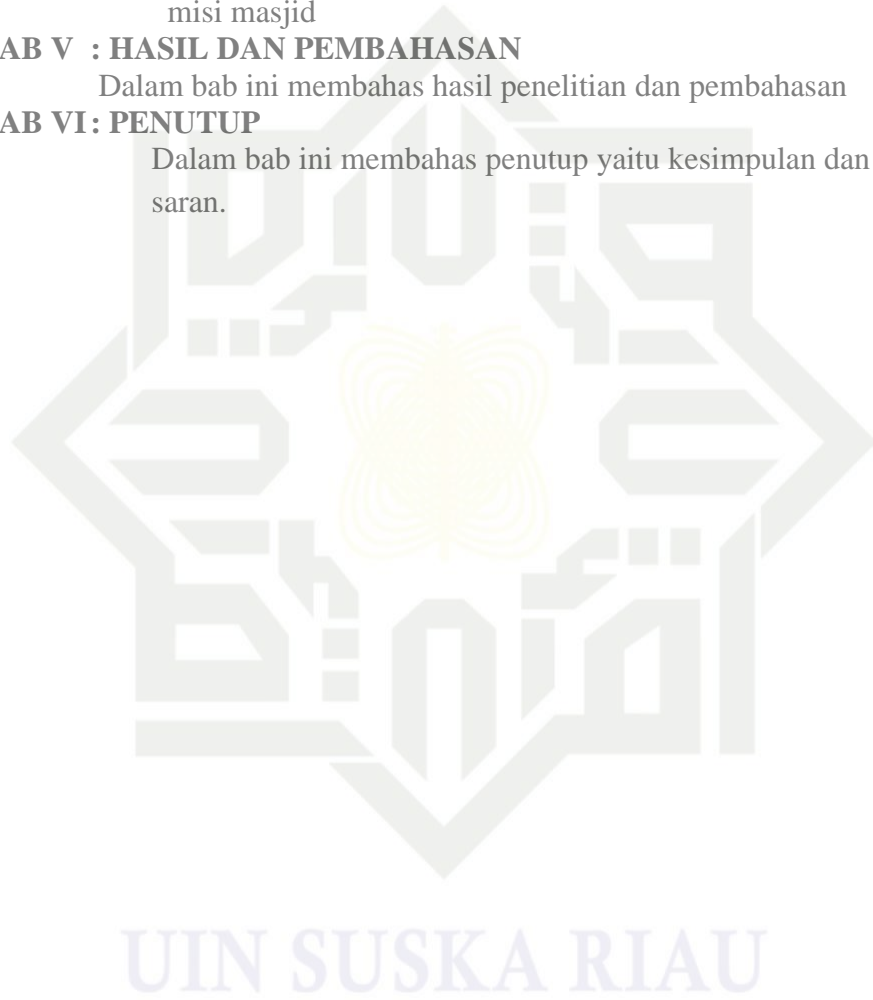 misi masjid
AB V : HASIL DAN PEMBAHASAN
Dalam bab ini membahas hasil penelitian dan pembahasan
AB VI : PENUTUP
Dalam bab ini membahas penutup yaitu kesimpulan dan
saran.
UIN SUSKA RIAU